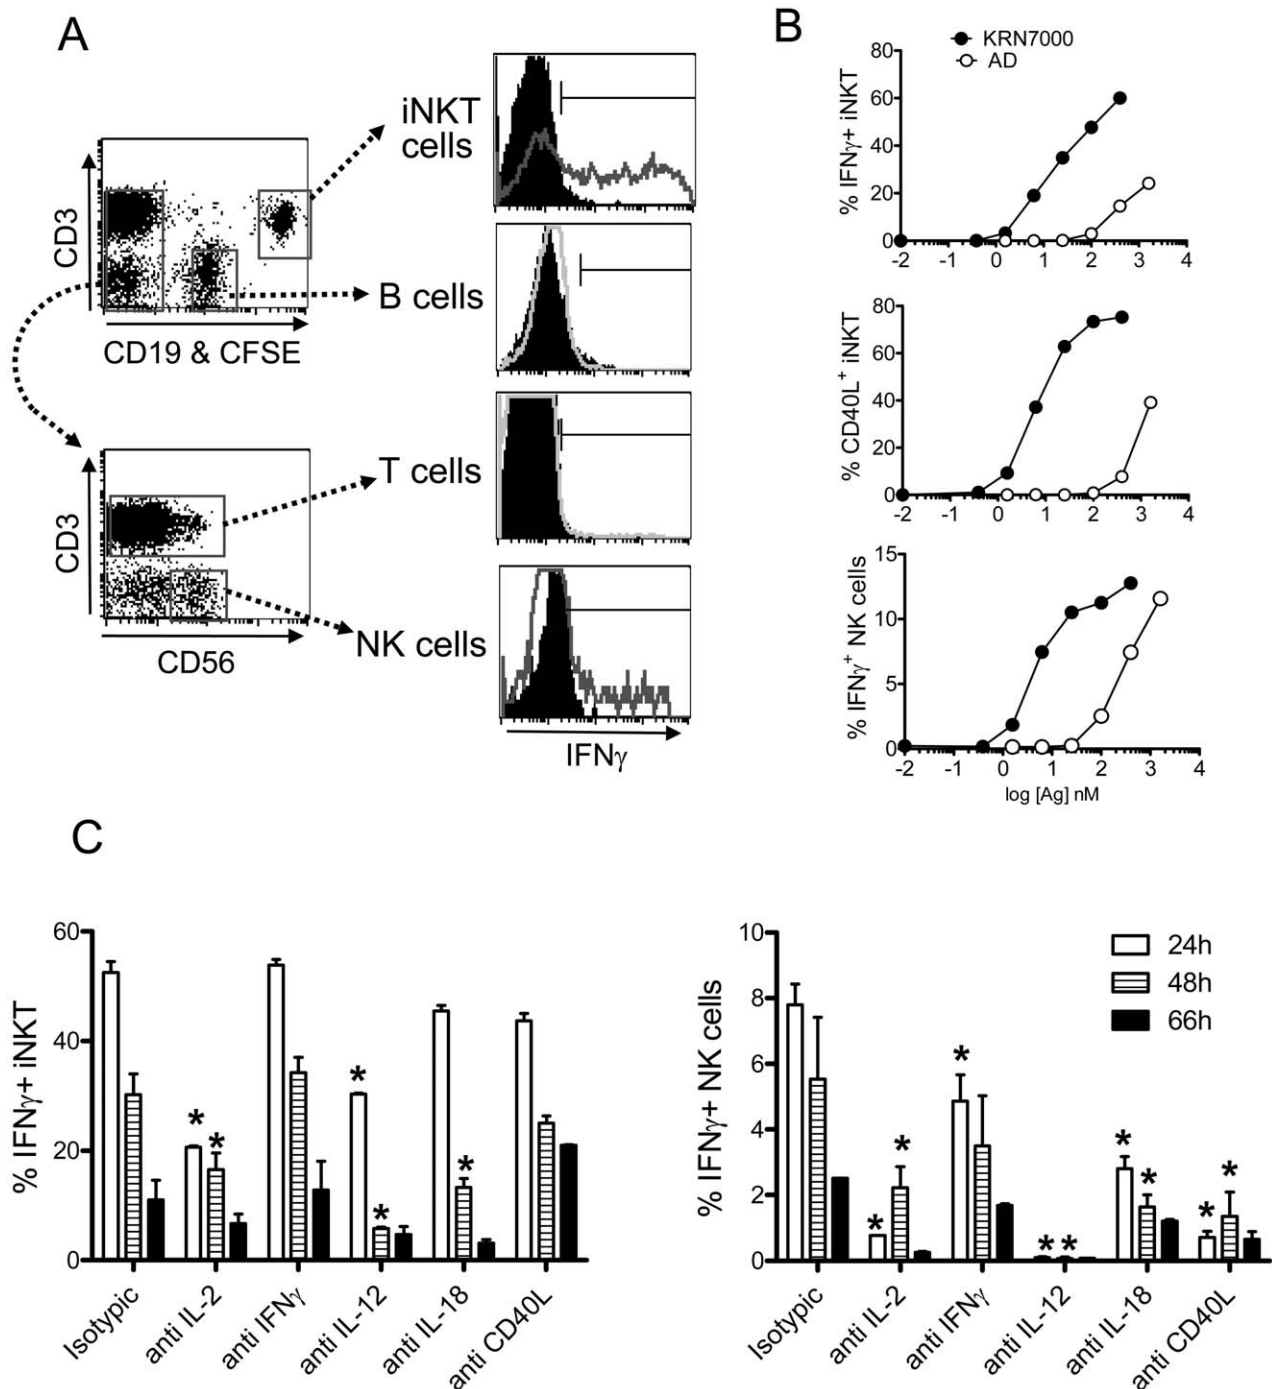 A
CD3
CD19 & CFSE
CD3
CD56
iNKT
cells
B cells
T cells
NK cells
IFNγ
B
KRN7000
AD
% IFNγ+ iNKT
80
60
40
20
0
-2 -1 0 1 2 3 4
% CD40L+ iNKT
80
60
40
20
0
-2 -1 0 1 2 3 4
% IFNγ+ NK cells
15
10
5
0
-2 -1 0 1 2 3 4
log [Ag] nM
C
% IFNγ+ iNKT
60
40
20
0
* * * * *
Isotypic
anti IL-2
anti IFNγ
anti IL-12
anti IL-18
anti CD40L
% IFNγ+ NK cells
10
8
6
4
2
0
24h
48h
66h
* * * * * * * * *
Isotypic
anti IL-2
anti IFNγ
anti IL-12
anti IL-18
anti CD40L